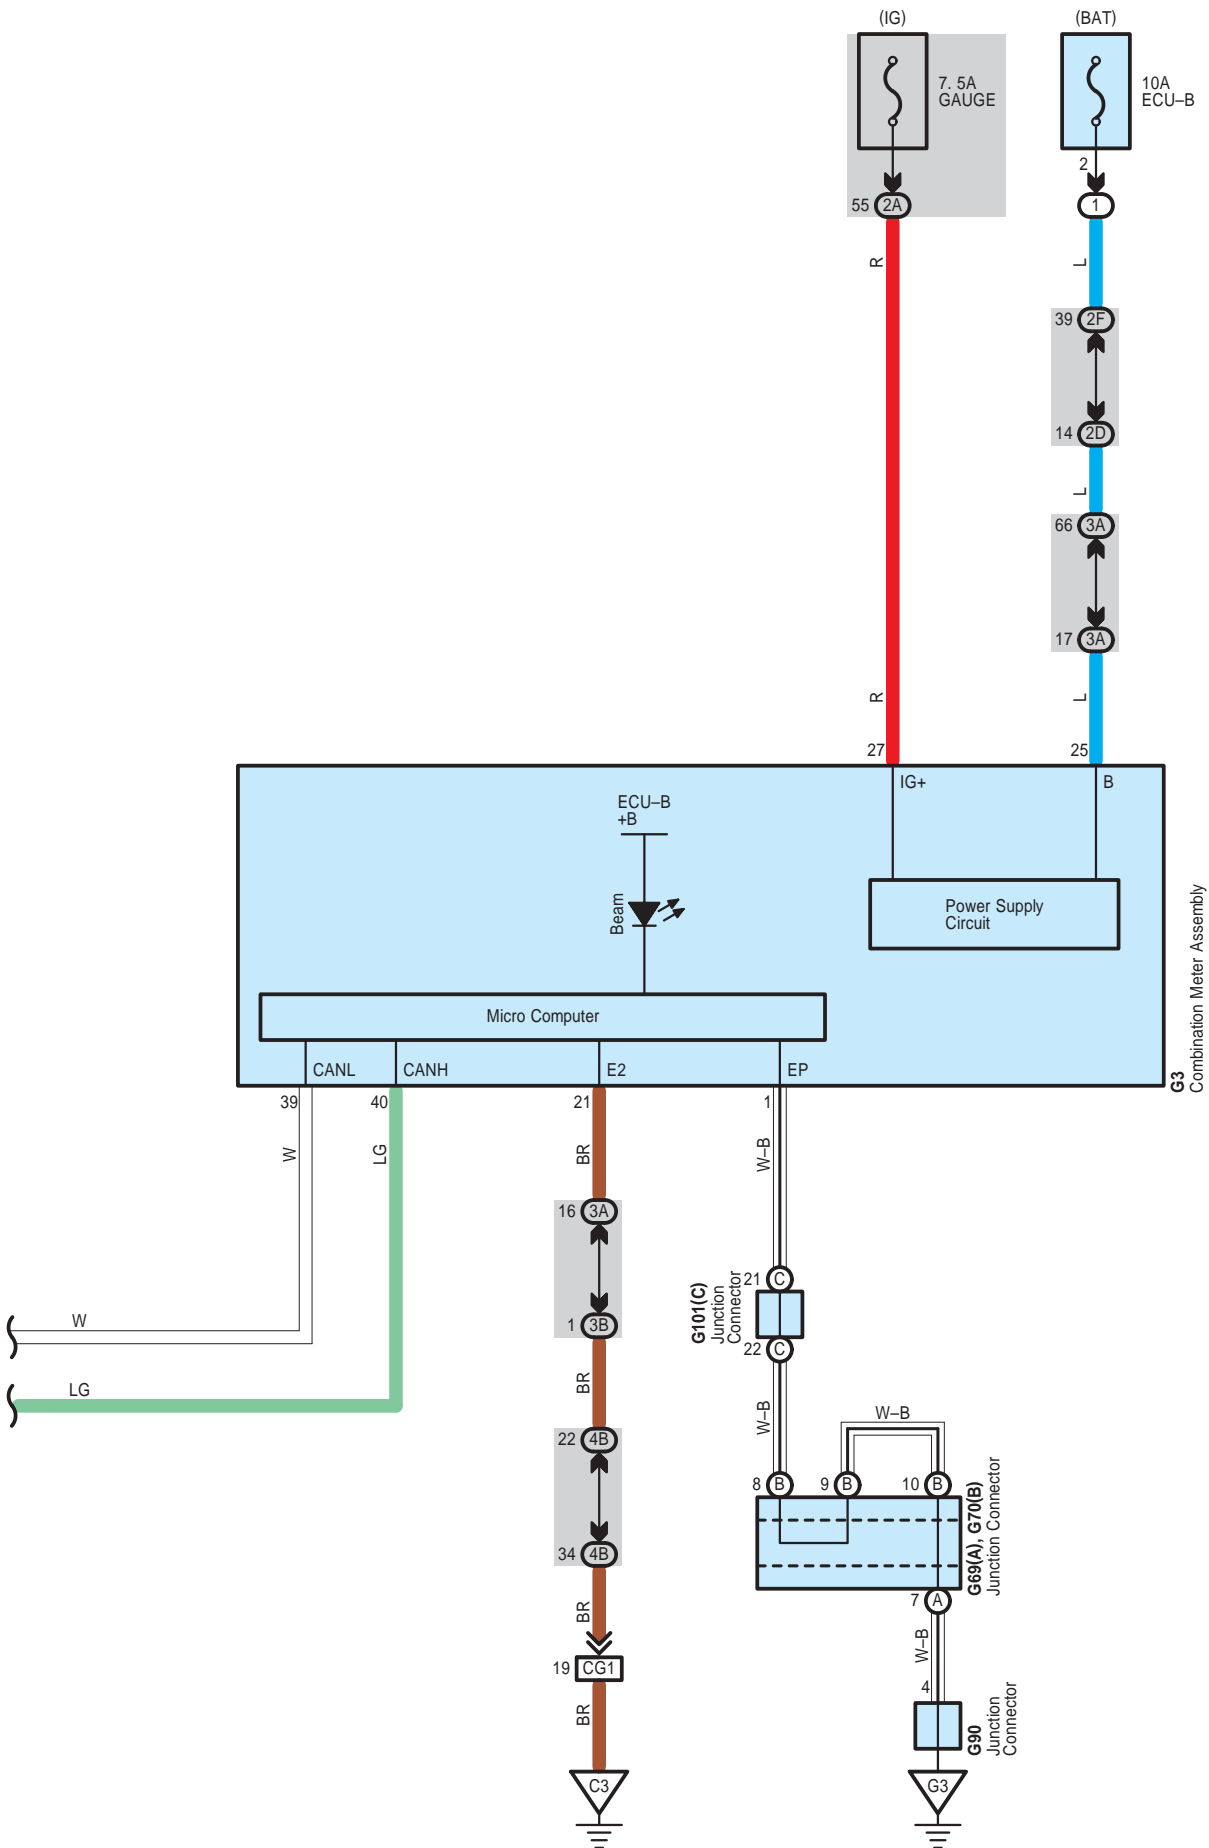 (IG)
(BAT)
7. 5A
GAUGE
10A
ECU–B
2
55
2A
1
R
L
39
2F
14
2D
L
66
3A
17
3A
R
L
27
25
IG+
B
ECU–B
+B
Beam
Power Supply
Circuit
Micro Computer
G3
Combination Meter Assembly
CANL
CANH
E2
EP
39
40
21
1
W
LG
BR
W–B
16
3A
21
C
G101(C)
Junction
Connector
1
3B
22
C
W
LG
BR
W–B
W–B
22
4B
8
B
9
B
10
B
G69(A), G70(B)
Junction Connector
34
4B
7
A
BR
W–B
19
CG1
4
G90
Junction
Connector
BR
C3
G3